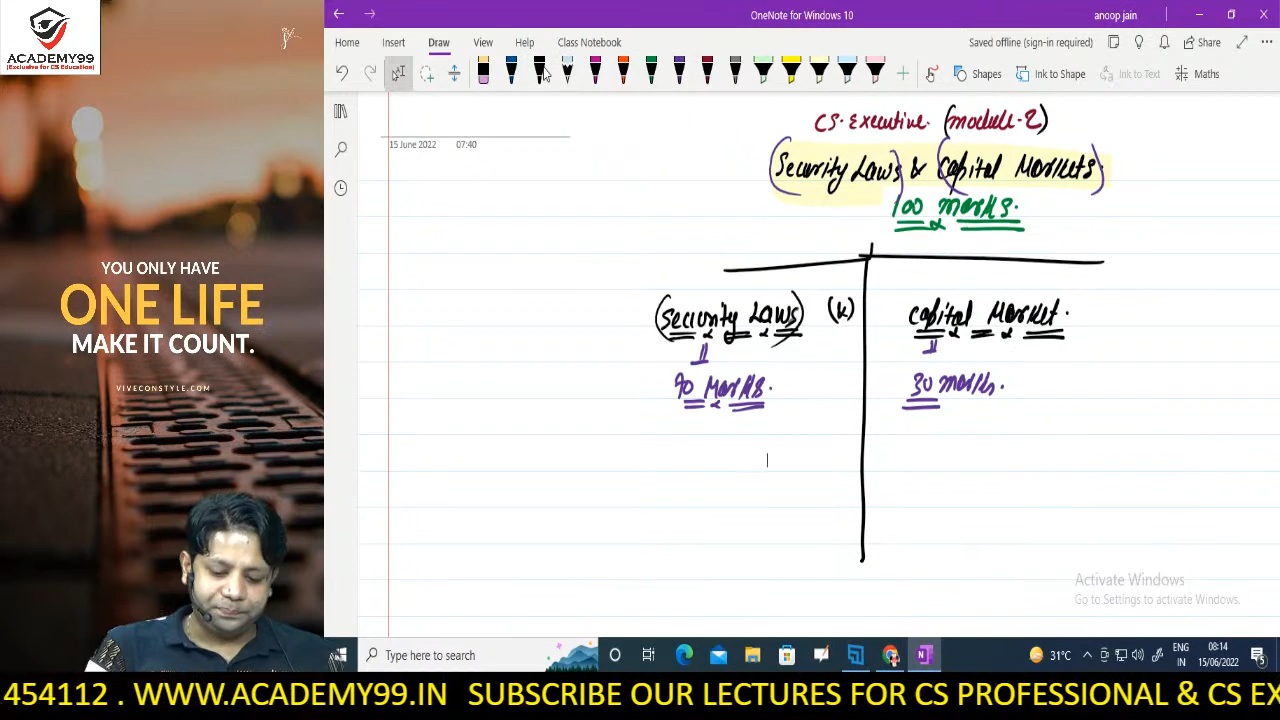 ACADEMY99
(Exclusive for CS Education)
YOU ONLY HAVE
ONE LIFE
MAKE IT COUNT.
VIVECONSTYLE.COM
OneNote for Windows 10
anoop jain
Home Insert Draw View Help Class Notebook
Saved offline (sign-in required)
Share
Shapes
Ink to Shape
Ink to Text
Maths
15 June 2022 07:40
CS-Executive (module-2)
(Security Laws) & (Capital Markets)
100 marks.
(Security Laws) (V)
Capital Market.
70 Marks.
30 marks.
Activate Windows
Go to Settings to activate Windows.
Type here to search
31°C
ENG
IN
08:14
15/06/2022
5
454112 . WWW.ACADEMY99.IN SUBSCRIBE OUR LECTURES FOR CS PROFESSIONAL & CS EX